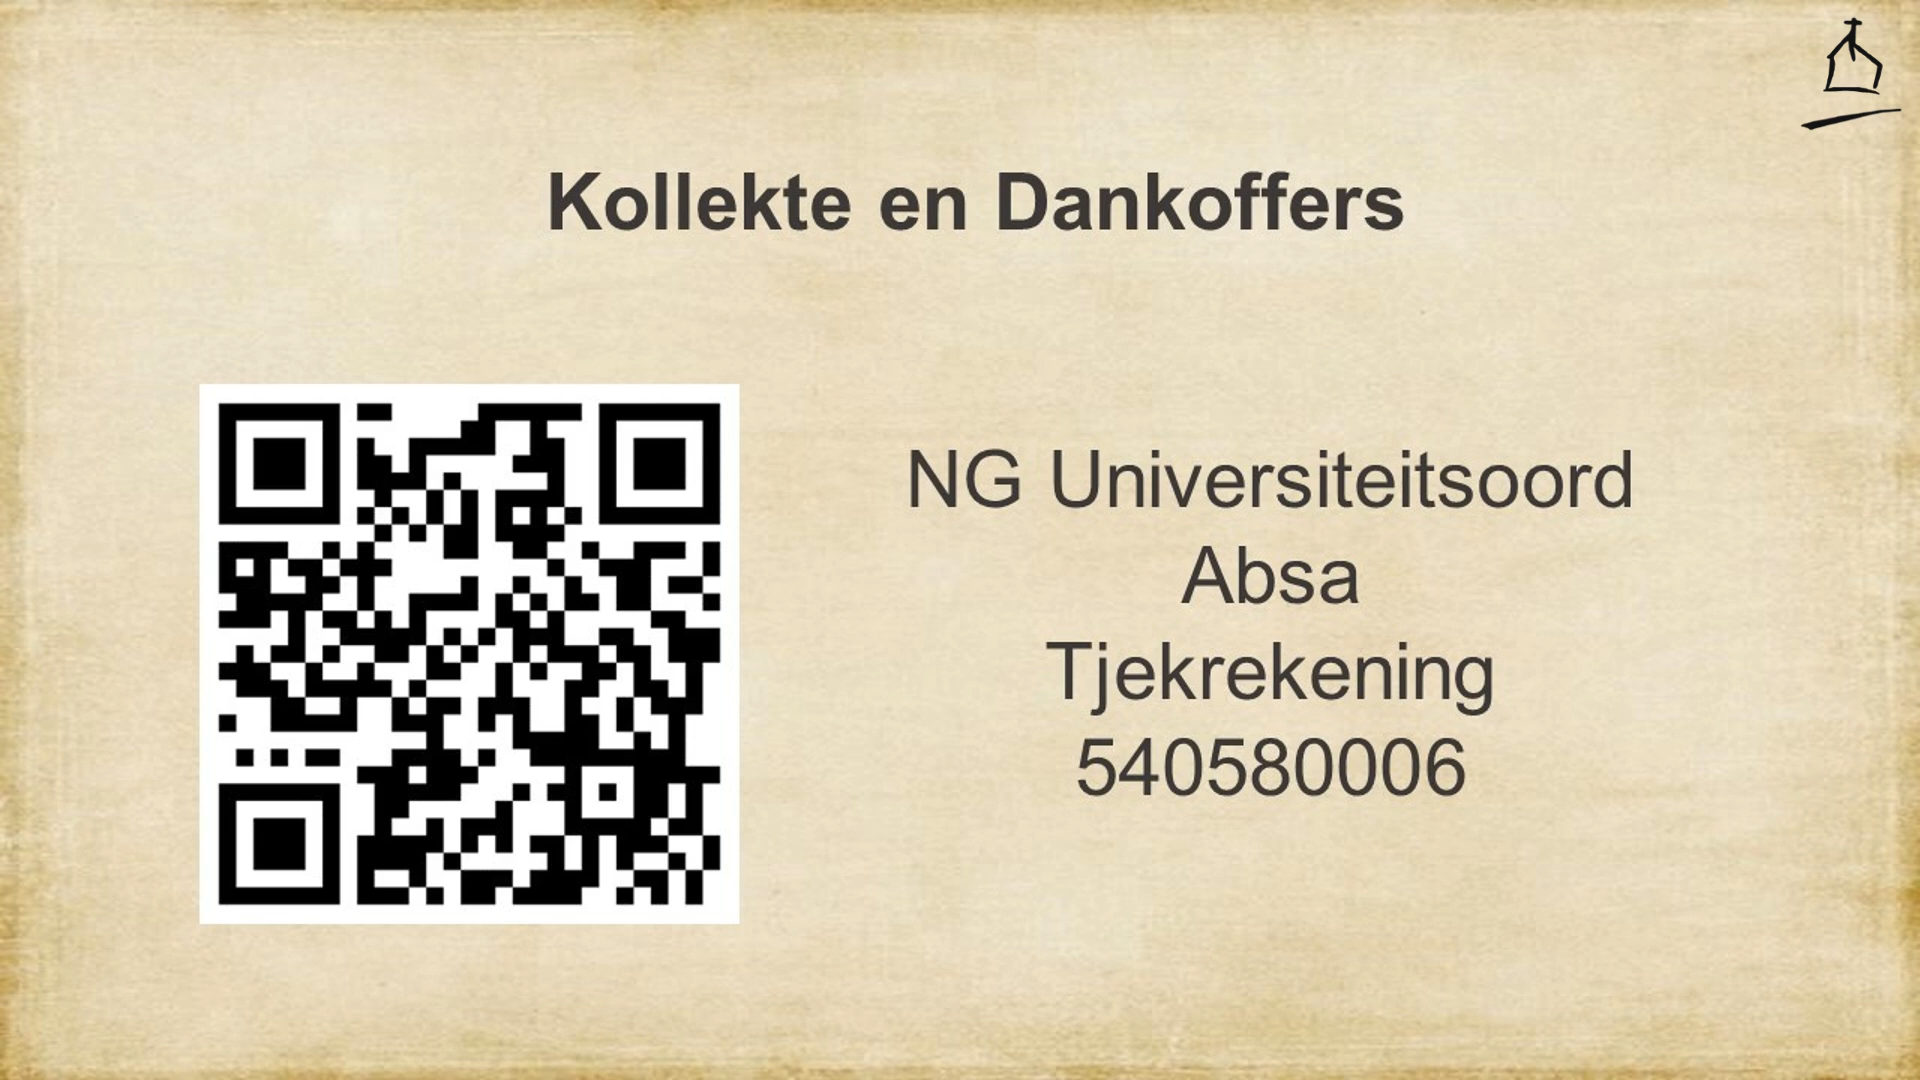 Kollekte en Dankoffers
NG Universiteitsoord
Absa
Tjekrekening
540580006